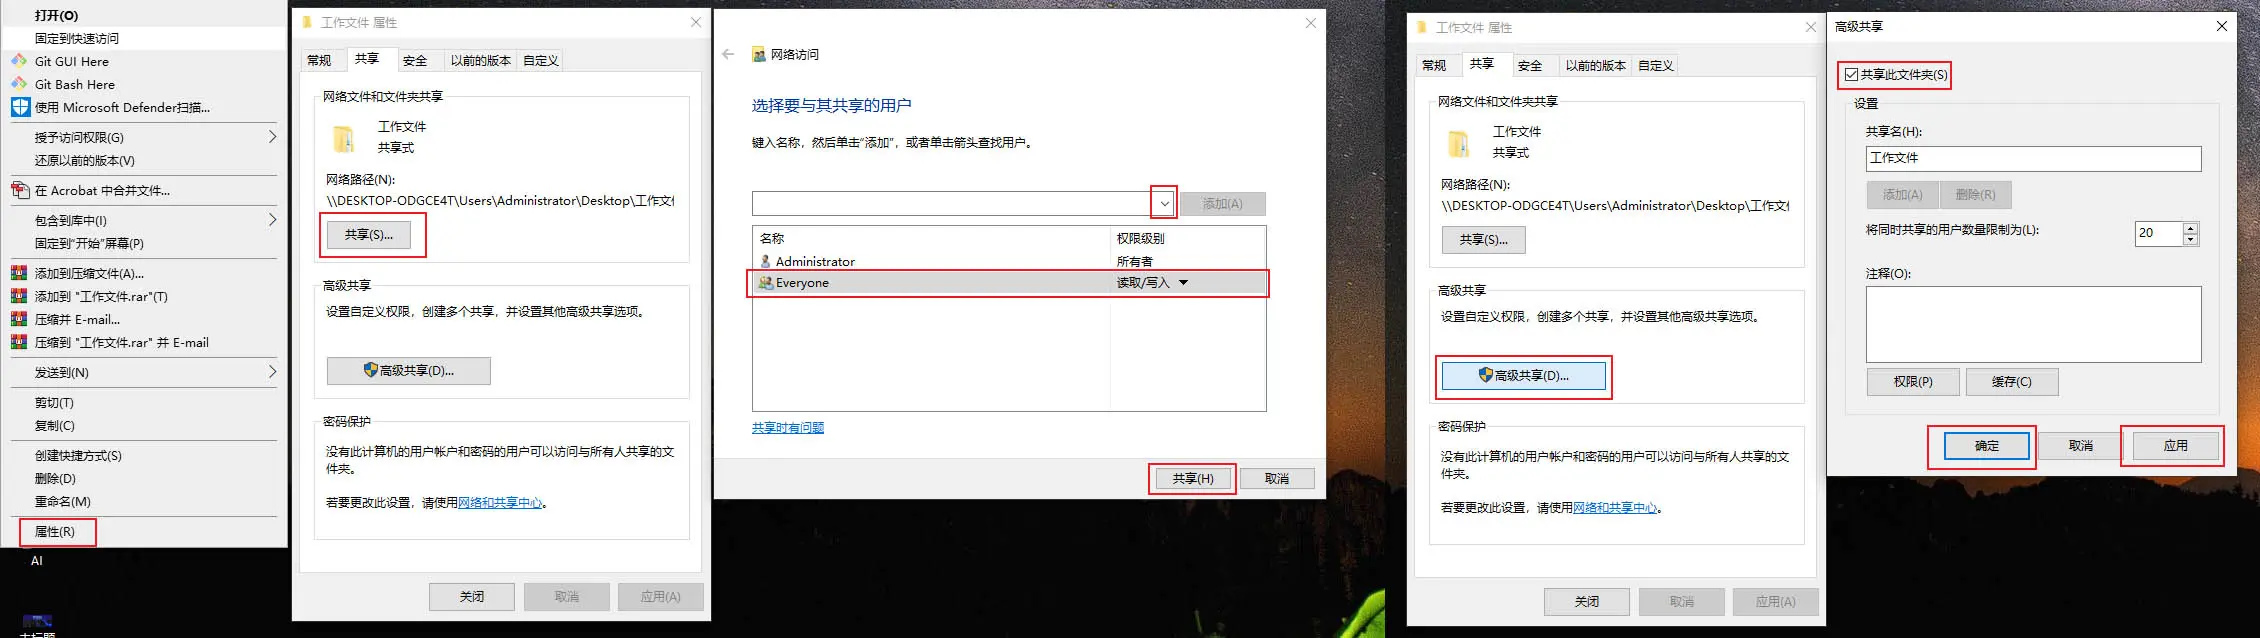 打开(O)
固定到快速访问
Git GUI Here
Git Bash Here
使用 Microsoft Defender扫描...
授予访问权限(G)
还原以前的版本(V)
在 Acrobat 中合并文件...
包含到库中(I)
固定到"开始"屏幕(P)
添加到压缩文件(A)...
添加到 "工作文件.rar"(T)
压缩并 E-mail...
压缩到 "工作文件.rar" 并 E-mail
发送到(N)
剪切(T)
复制(C)
创建快捷方式(S)
删除(D)
重命名(M)
属性(R)
AI
工作文件 属性
常规 共享 安全 以前的版本 自定义
网络文件和文件夹共享
工作文件
共享式
网络路径(N):
\\DESKTOP-ODGCE4T\Users\Administrator\Desktop\工作文件
共享(S)...
高级共享
设置自定义权限，创建多个共享，并设置其他高级共享选项。
高级共享(D)...
密码保护
没有此计算机的用户帐户和密码的用户可以访问与所有人共享的文
件夹。
若要更改此设置，请使用网络和共享中心。
关闭 取消 应用(A)
网络访问
选择要与其共享的用户
键入名称，然后单击"添加"，或者单击箭头查找用户。
添加(A)
名称 权限级别
Administrator 所有者
Everyone 读取/写入
共享时有问题
共享(H) 取消
工作文件 属性
常规 共享 安全 以前的版本 自定义
网络文件和文件夹共享
工作文件
共享式
网络路径(N):
\\DESKTOP-ODGCE4T\Users\Administrator\Desktop\工作文件
共享(S)...
高级共享
设置自定义权限，创建多个共享，并设置其他高级共享选项。
高级共享(D)...
密码保护
没有此计算机的用户帐户和密码的用户可以访问与所有人共享的文
件夹。
若要更改此设置，请使用网络和共享中心。
关闭 取消 应用(A)
高级共享
共享此文件夹(S)
设置
共享名(H):
工作文件
添加(A) 删除(R)
将同时共享的用户数量限制为(L): 20
注释(O):
权限(P) 缓存(C)
确定 取消 应用